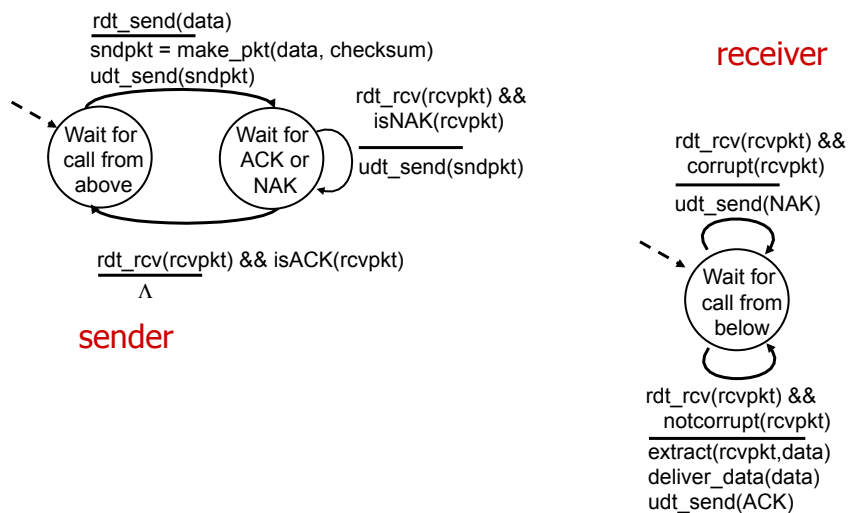 rdt_send(data)
sndpkt = make_pkt(data, checksum)
udt_send(sndpkt)
Wait for
call from
above
Wait for
ACK or
NAK
rdt_rcv(rcvpkt) &&
isNAK(rcvpkt)
udt_send(sndpkt)
rdt_rcv(rcvpkt) && isACK(rcvpkt)
Λ
sender
receiver
rdt_rcv(rcvpkt) &&
corrupt(rcvpkt)
udt_send(NAK)
Wait for
call from
below
rdt_rcv(rcvpkt) &&
notcorrupt(rcvpkt)
extract(rcvpkt,data)
deliver_data(data)
udt_send(ACK)